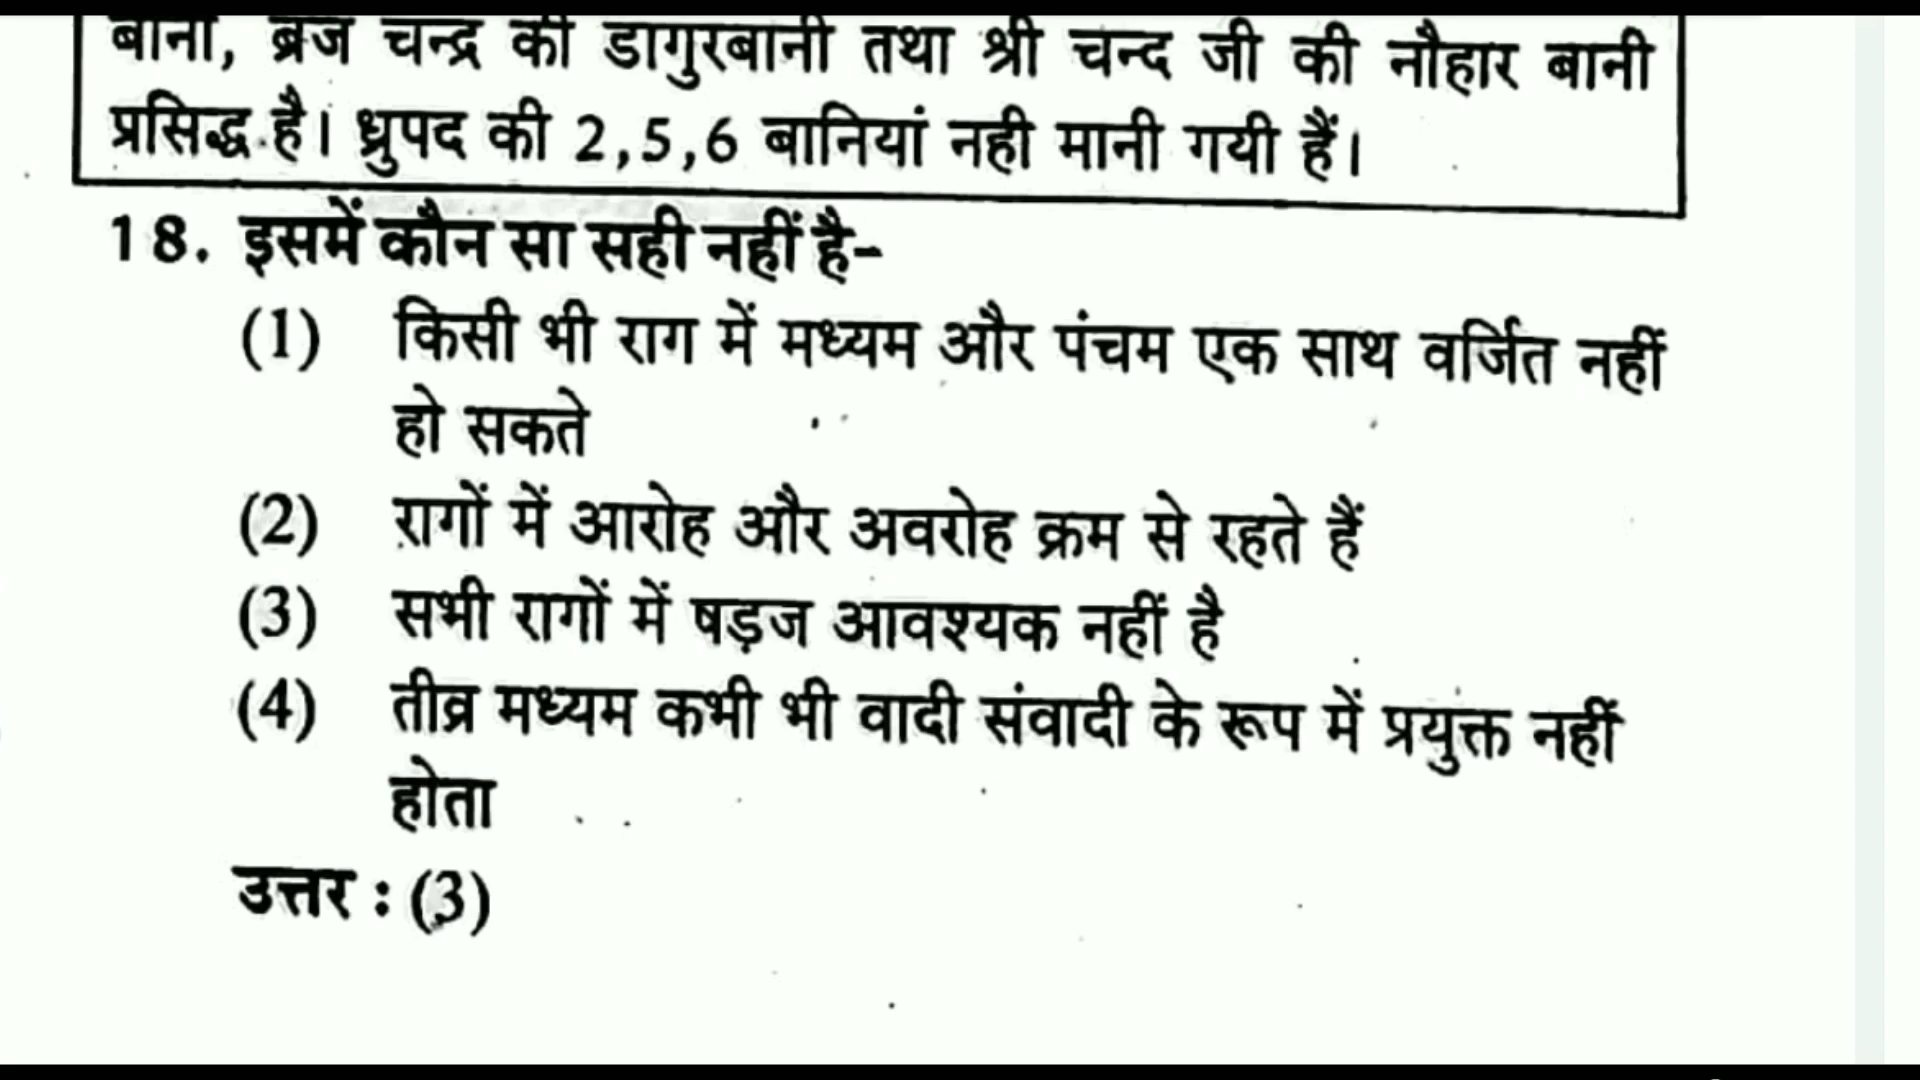 बानी, ब्रज चन्द्र की डागुरबानी तथा श्री चन्द जी की नौहार बानी
प्रसिद्ध है। ध्रुपद की 2,5,6 बानियां नही मानी गयी हैं।
18. इसमें कौन सा सही नहीं है-
(1) किसी भी राग में मध्यम और पंचम एक साथ वर्जित नहीं
हो सकते
(2) रागों में आरोह और अवरोह क्रम से रहते हैं
(3) सभी रागों में षड़ज आवश्यक नहीं है
(4) तीव्र मध्यम कभी भी वादी संवादी के रूप में प्रयुक्त नहीं
होता
उत्तर : (3)